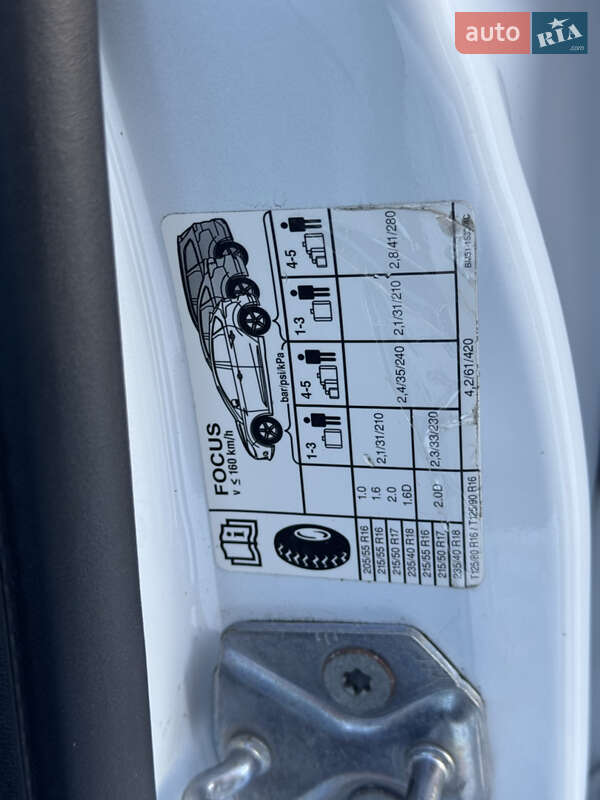 auto RIA .com
FOCUS
v ≤ 160 km/h
bar/psi/kPa
1-3
4-5
1-3
4-5
205/55 R16
215/55 R16
215/50 R17
235/40 R18
1.0
1.6
2.0
1.6D
2,1/31/210
2,4/35/240
2,1/31/210
2,8/41/280
215/55 R16
215/50 R17
235/40 R18
2.0D
2,3/33/230
T125/80 R16 / T125/90 R16
4,2/61/420